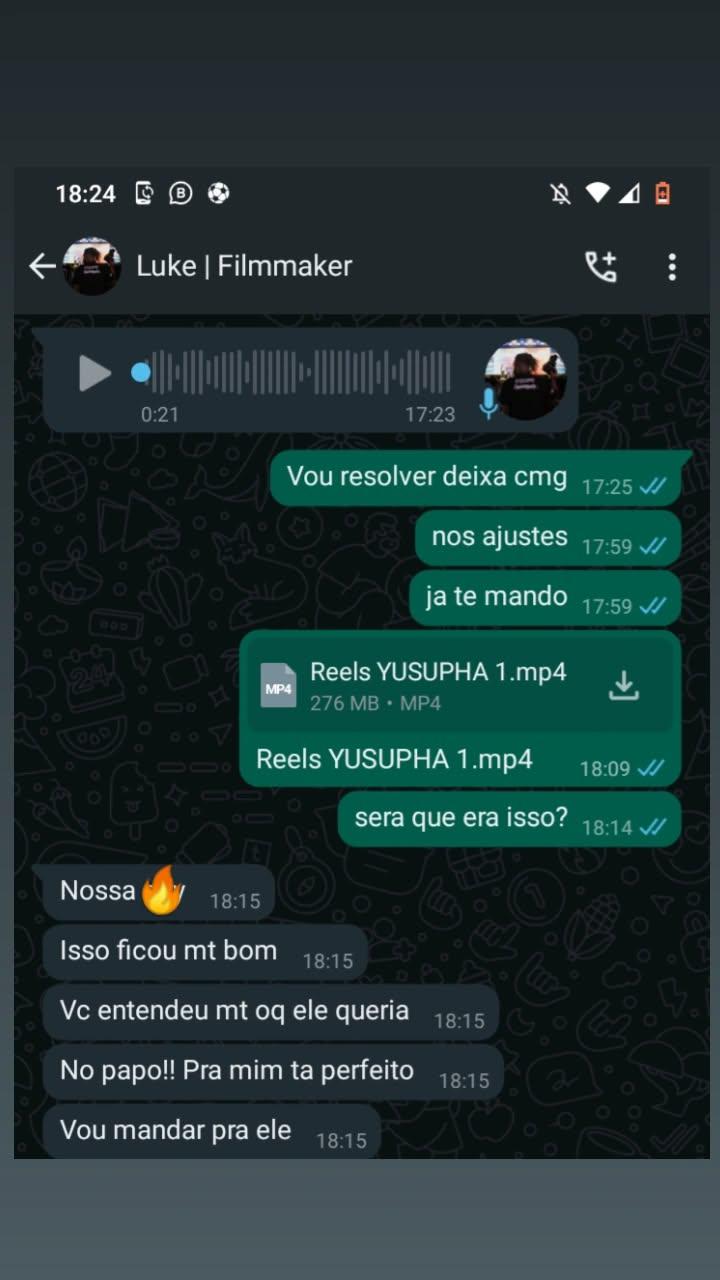 18:24
Luke | Filmmaker
0:21 17:23
Vou resolver deixa cmg 17:25
nos ajustes 17:59
ja te mando 17:59
Reels YUSUPHA 1.mp4
MP4
276 MB • MP4
Reels YUSUPHA 1.mp4 18:09
sera que era isso? 18:14
Nossa 18:15
Isso ficou mt bom 18:15
Vc entendeu mt oq ele queria 18:15
No papo!! Pra mim ta perfeito 18:15
Vou mandar pra ele 18:15